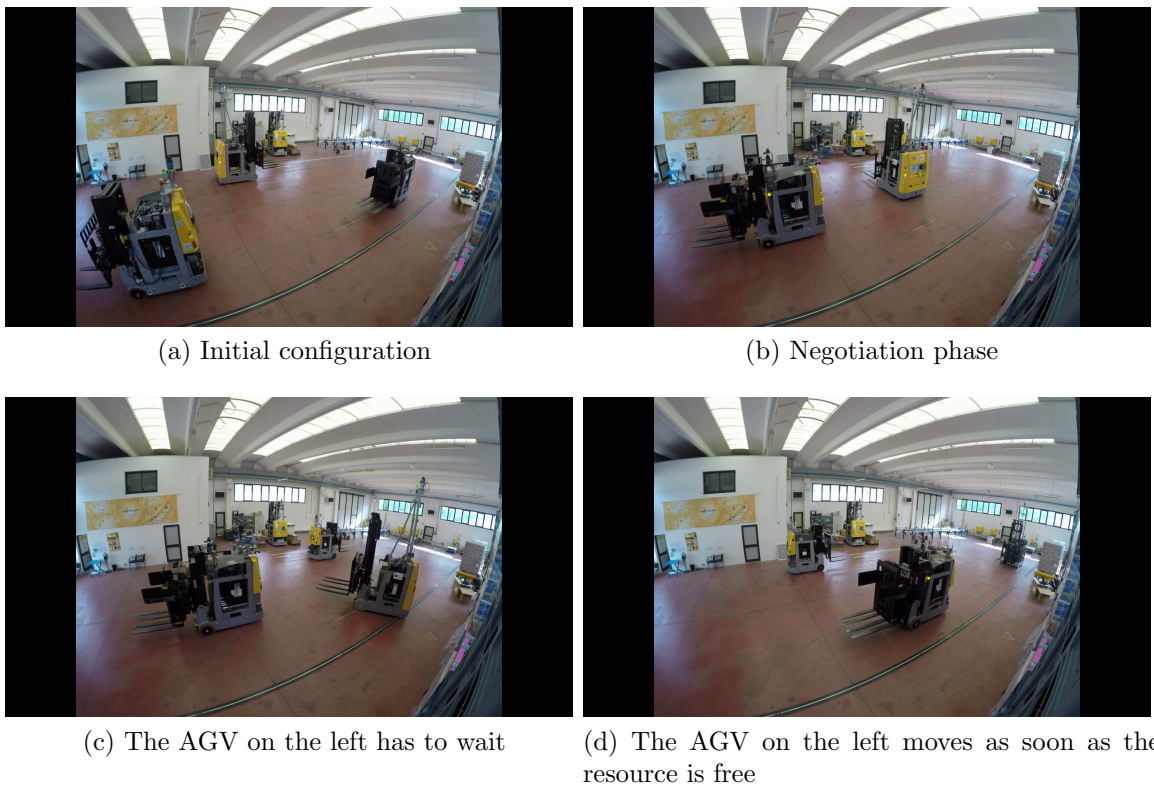 (a) Initial configuration
(b) Negotiation phase
(c) The AGV on the left has to wait
(d) The AGV on the left moves as soon as the
resource is free